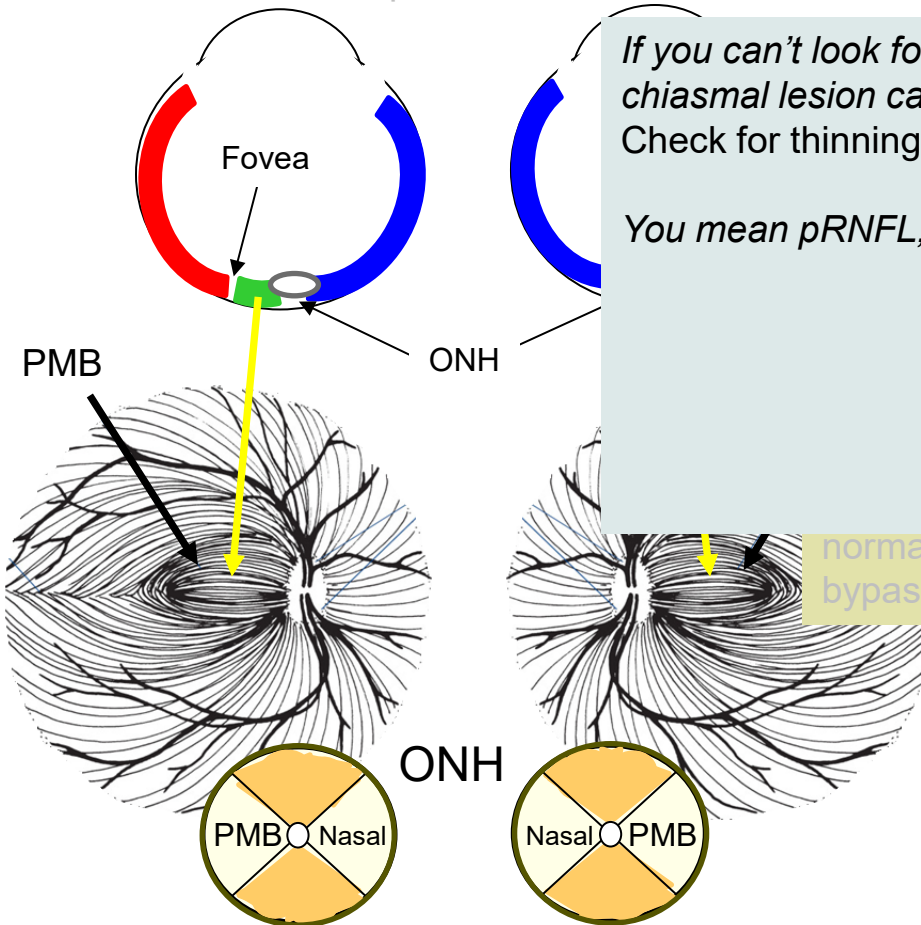 If you can't look fo
chiasmal lesion ca
Check for thinning
You mean pRNFL,
Fovea
ONH
PMB
norma
bypas
ONH
PMB
Nasal
Nasal
PMB